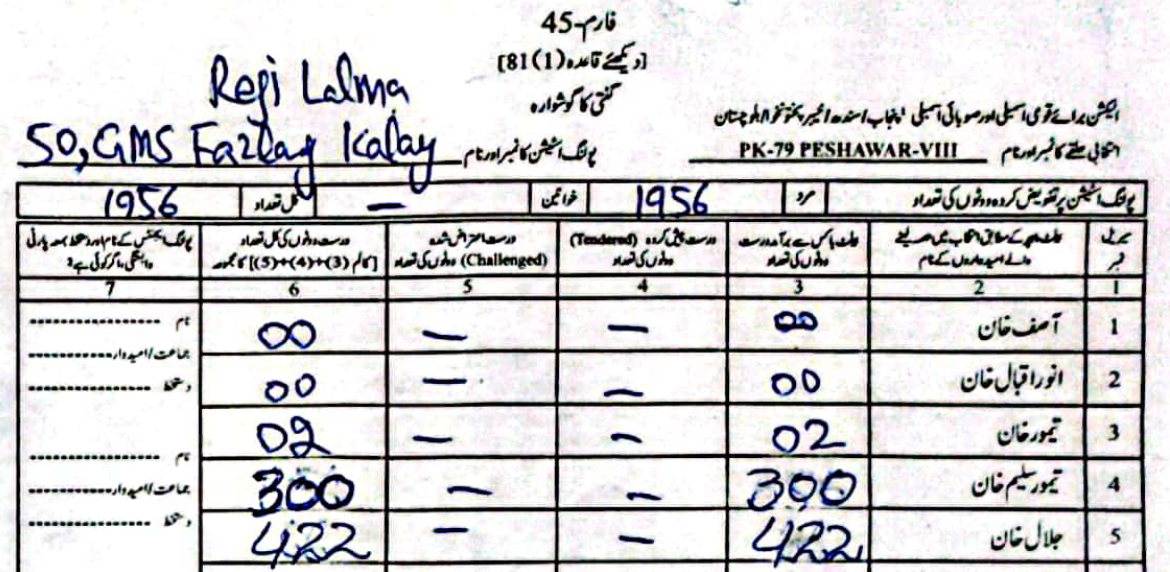 فارم-45
[دیکھئے قاعدہ (1)81]
گنتی کا گوشوارہ
Regi Lalma
الیکشن برائے قومی اسمبلی اور صوبائی اسمبلی پنجاب/سندھ/خیبر پختونخوا/بلوچستان
انتخابی حلقے کا نمبر اور نام PK-79 PESHAWAR-VIII پولنگ اسٹیشن کا نمبر اور نام 50, GMS Fazlag Kalay
پولنگ اسٹیشن پر تفویض کردہ ووٹوں کی تعداد مرد 1956 خواتین — کل تعداد 1956
سیریل نمبر
بیلٹ پیپر کے مطابق انتخاب میں حصہ لینے والے امیدواروں کے نام
بیلٹ باکس سے برآمد درست ووٹوں کی تعداد
درست پیش کردہ (Tendered) ووٹوں کی تعداد
درست اعتراض شدہ (Challenged) ووٹوں کی تعداد
درست ووٹوں کی کل تعداد [کالم (3)+(4)+(5)] کا مجموعہ
پولنگ ایجنٹس کے نام اور دستخط بمعہ پارٹی وابستگی، اگر کوئی ہے؟
1 2 3 4 5 6 7
1 آصف خان 00 — — 00
2 انور اقبال خان 00 — — 00
3 تیمور خان 02 — — 02
4 تیمور سلیم خان 300 — — 300
5 جلال خان 422 — — 422
نام
جماعت/امیدوار
دستخط
نام
جماعت/امیدوار
دستخط